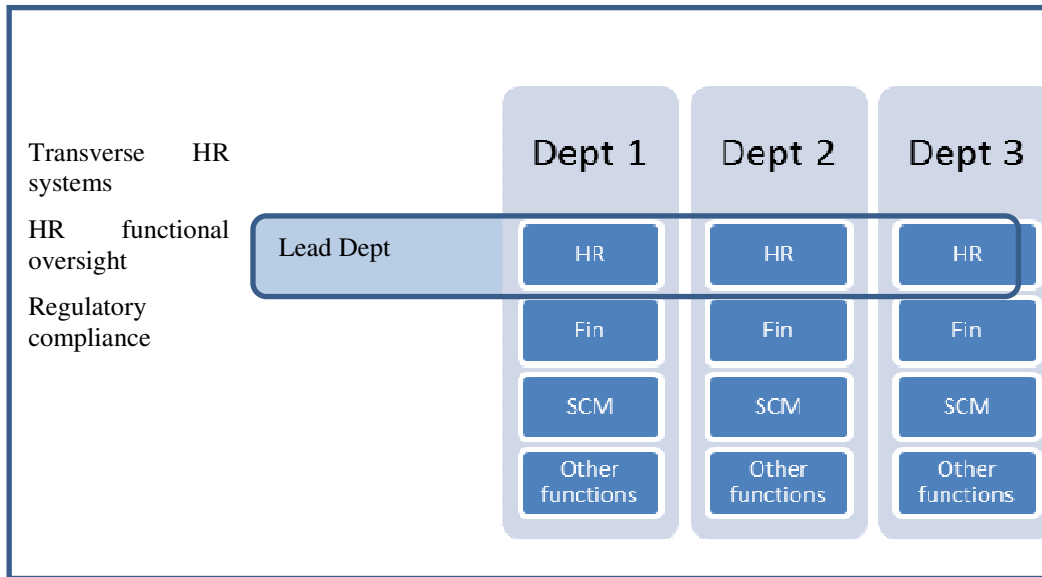 Transverse HR
systems
HR functional
oversight
Regulatory
compliance
Lead Dept
Dept 1
HR
Fin
SCM
Other
functions
Dept 2
HR
Fin
SCM
Other
functions
Dept 3
HR
Fin
SCM
Other
functions